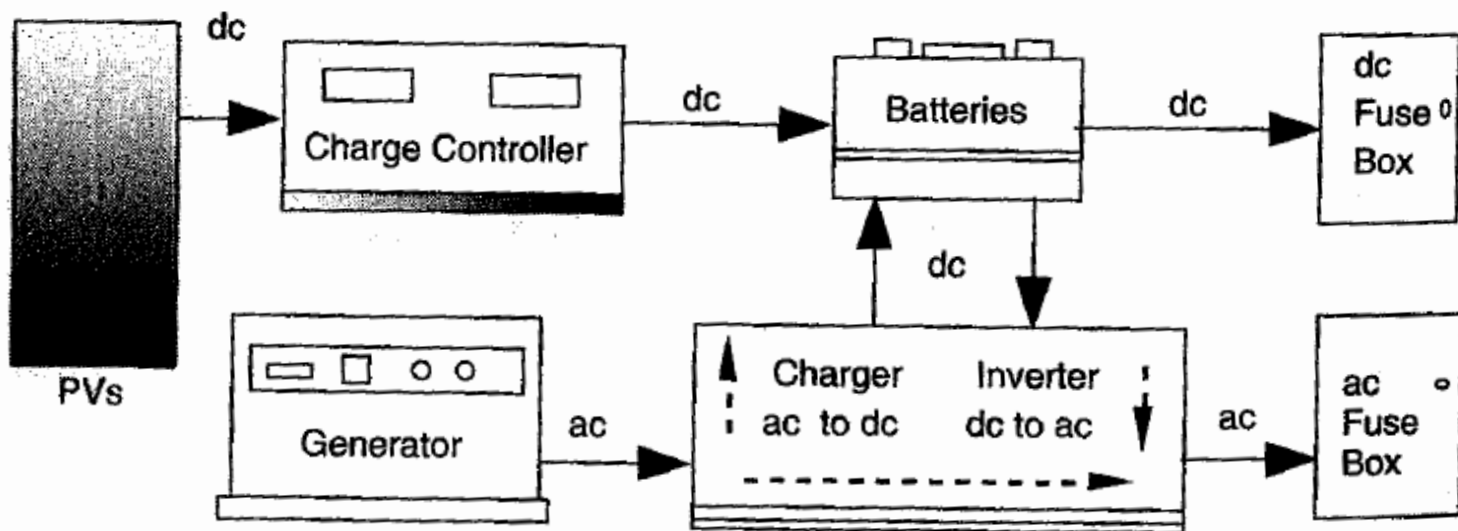 dc
Charge Controller
dc
Batteries
dc
dc
Fuse
Box
PVs
dc
Generator
ac
Charger
ac to dc
Inverter
dc to ac
ac
ac
Fuse
Box